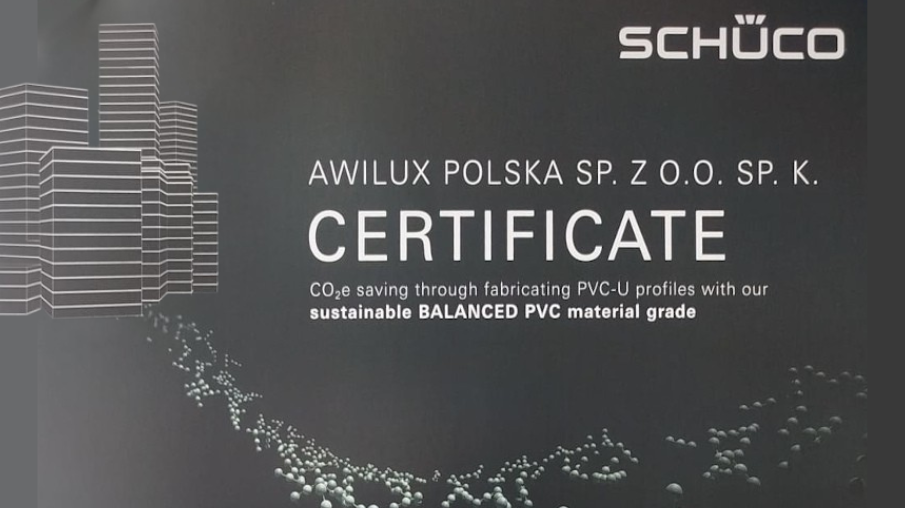 SCHÜCO
AWILUX POLSKA SP. Z O.O. SP. K.
CERTIFICATE
CO₂e saving through fabricating PVC-U profiles with our
sustainable BALANCED PVC material grade